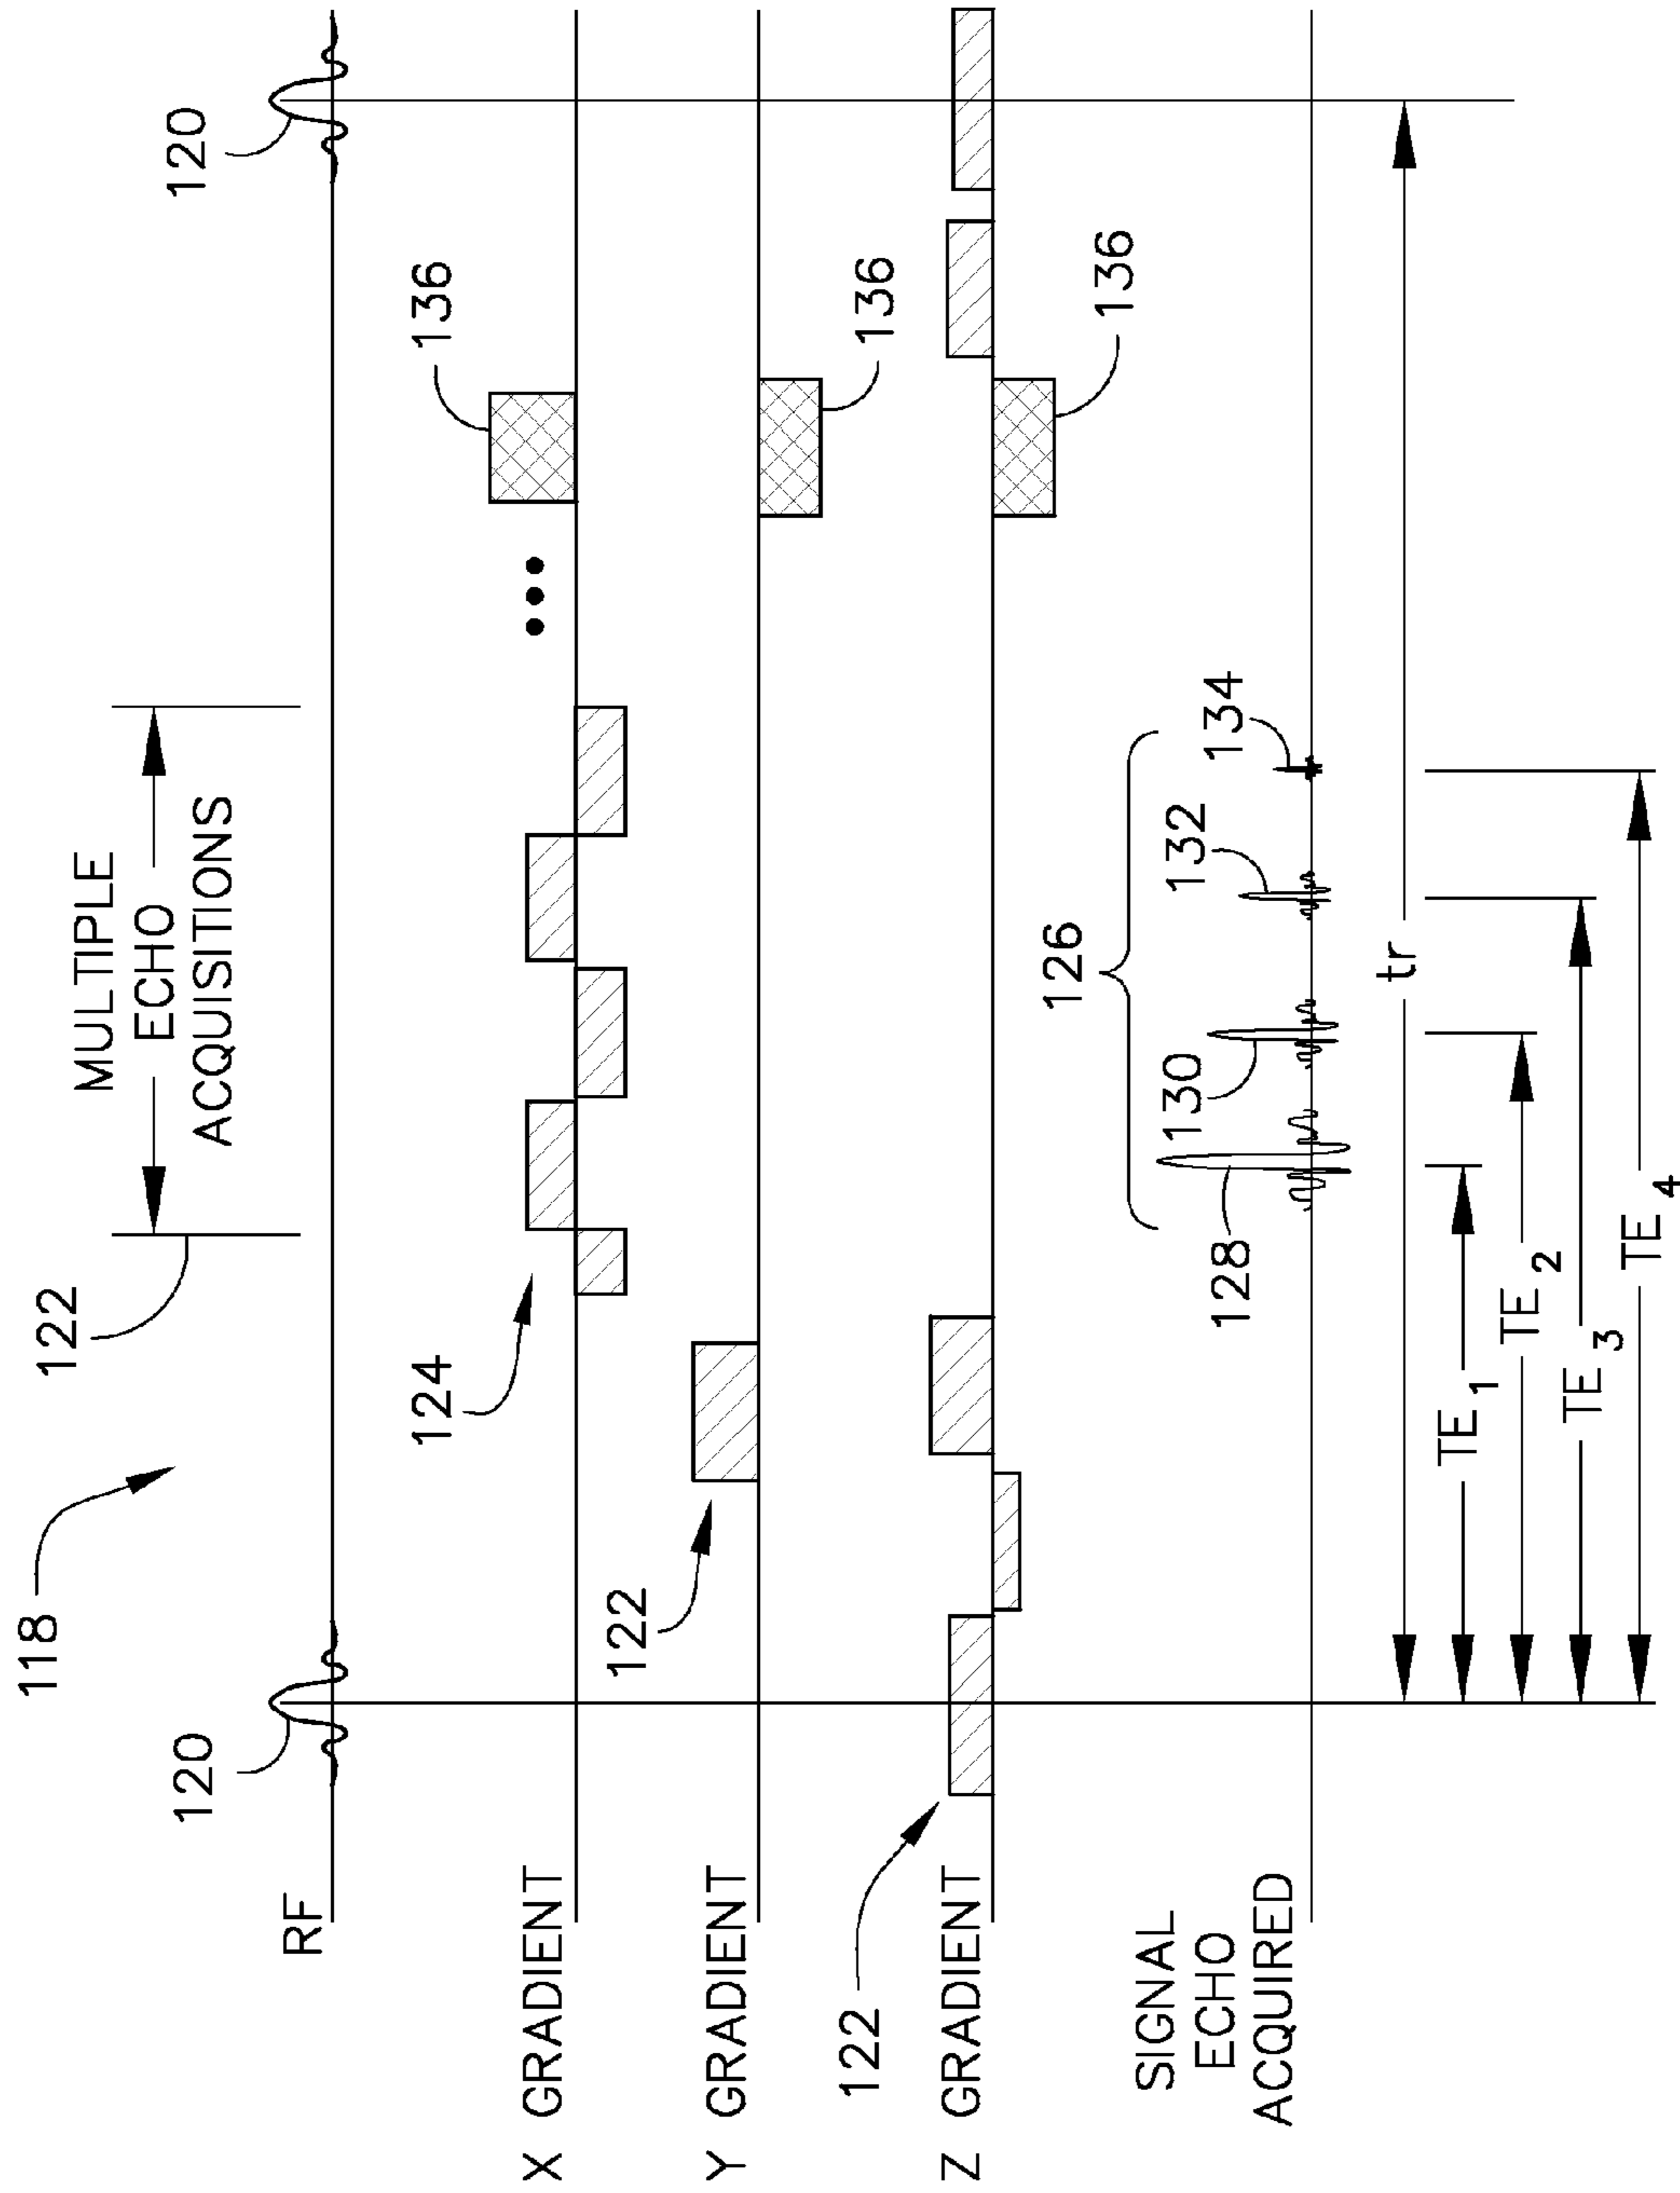 118
122
MULTIPLE
ECHO
ACQUISITIONS
120
120
RF
124
136
X GRADIENT
122
Y GRADIENT
136
122
Z GRADIENT
136
126
SIGNAL
ECHO
ACQUIRED
128
130
132
134
tr
TE 1
TE 2
TE 3
TE 4